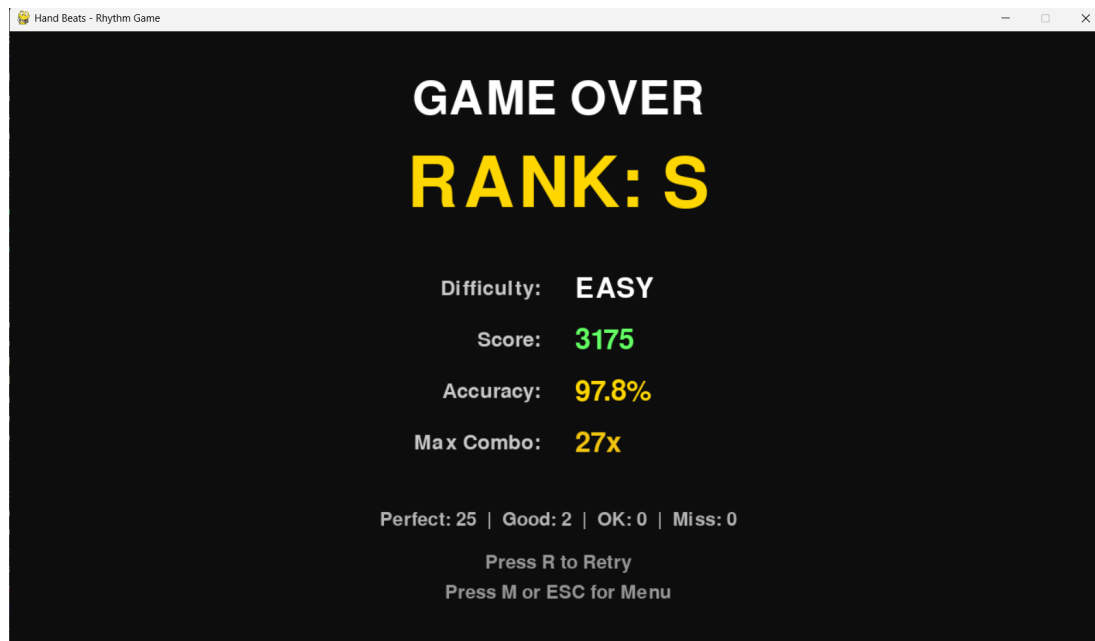 Hand Beats - Rhythm Game
GAME OVER
RANK: S
Difficulty: EASY
Score: 3175
Accuracy: 97.8%
Max Combo: 27x
Perfect: 25 | Good: 2 | OK: 0 | Miss: 0
Press R to Retry
Press M or ESC for Menu